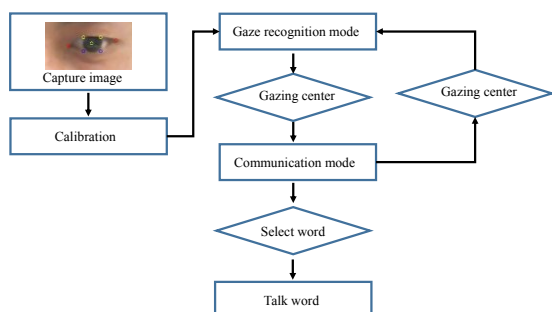 Capture image
Calibration
Gaze recognition mode
Gazing center
Communication mode
Gazing center
Select word
Talk word